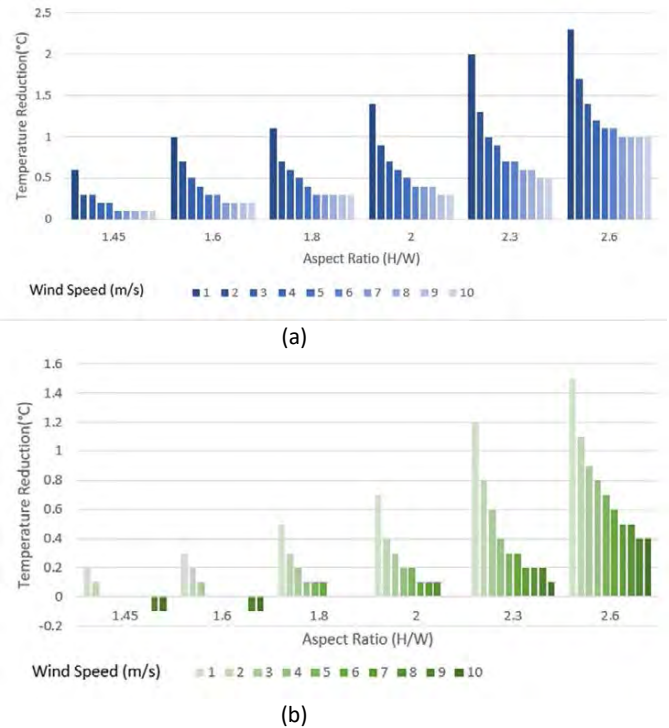 2.5
2
1.5
1
0.5
0
Temperature Reduction(°C)
1.45 1.6 1.8 2 2.3 2.6
Aspect Ratio (H/W)
Wind Speed (m/s) 1 2 3 4 5 6 7 8 9 10
(a)
1.6
1.4
1.2
1
0.8
0.6
0.4
0.2
0
-0.2
Temperature Reduction(°C)
1.45 1.6 1.8 2 2.3 2.6
Aspect Ratio (H/W)
Wind Speed (m/s) 1 2 3 4 5 6 7 8 9 10
(b)